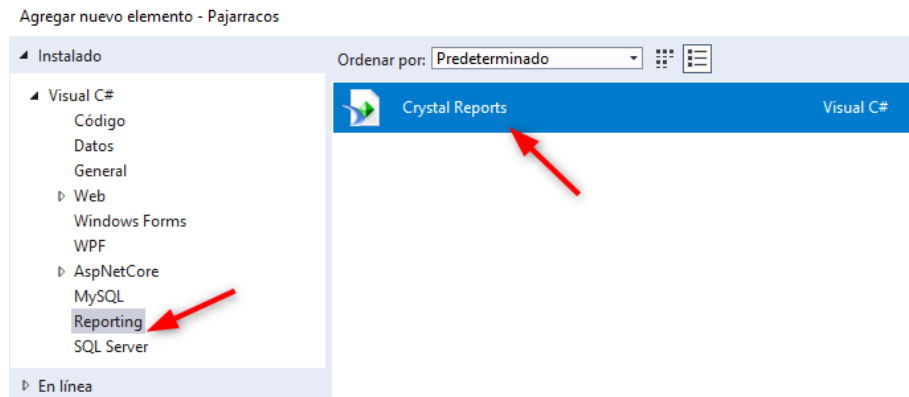 Agregar nuevo elemento - Pajarracos
Instalado
Ordenar por: Predeterminado
Visual C#
Código
Datos
General
Web
Windows Forms
WPF
AspNetCore
MySQL
Reporting
SQL Server
En línea
Crystal Reports Visual C#